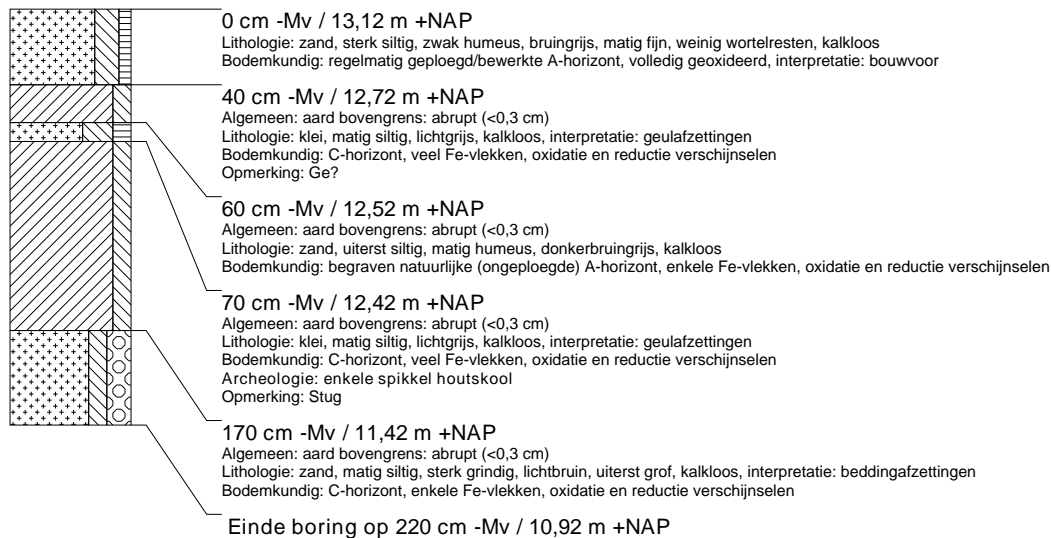 0 cm -Mv / 13,12 m +NAP
Lithologie: zand, sterk siltig, zwak humeus, bruingrijs, matig fijn, weinig wortelresten, kalkloos
Bodemkundig: regelmatig geploegd/bewerkte A-horizont, volledig geoxideerd, interpretatie: bouwvoor
40 cm -Mv / 12,72 m +NAP
Algemeen: aard bovengrens: abrupt (<0,3 cm)
Lithologie: klei, matig siltig, lichtgrijs, kalkloos, interpretatie: geulafzettingen
Bodemkundig: C-horizont, veel Fe-vlekken, oxidatie en reductie verschijnselen
Opmerking: Ge?
60 cm -Mv / 12,52 m +NAP
Algemeen: aard bovengrens: abrupt (<0,3 cm)
Lithologie: zand, uiterst siltig, matig humeus, donkerbruingrijs, kalkloos
Bodemkundig: begraven natuurlijke (ongeploegde) A-horizont, enkele Fe-vlekken, oxidatie en reductie verschijnselen
70 cm -Mv / 12,42 m +NAP
Algemeen: aard bovengrens: abrupt (<0,3 cm)
Lithologie: klei, matig siltig, lichtgrijs, kalkloos, interpretatie: geulafzettingen
Bodemkundig: C-horizont, veel Fe-vlekken, oxidatie en reductie verschijnselen
Archeologie: enkele spikkel houtskool
Opmerking: Stug
170 cm -Mv / 11,42 m +NAP
Algemeen: aard bovengrens: abrupt (<0,3 cm)
Lithologie: zand, matig siltig, sterk grindig, lichtbruin, uiterst grof, kalkloos, interpretatie: beddingafzettingen
Bodemkundig: C-horizont, enkele Fe-vlekken, oxidatie en reductie verschijnselen
Einde boring op 220 cm -Mv / 10,92 m +NAP